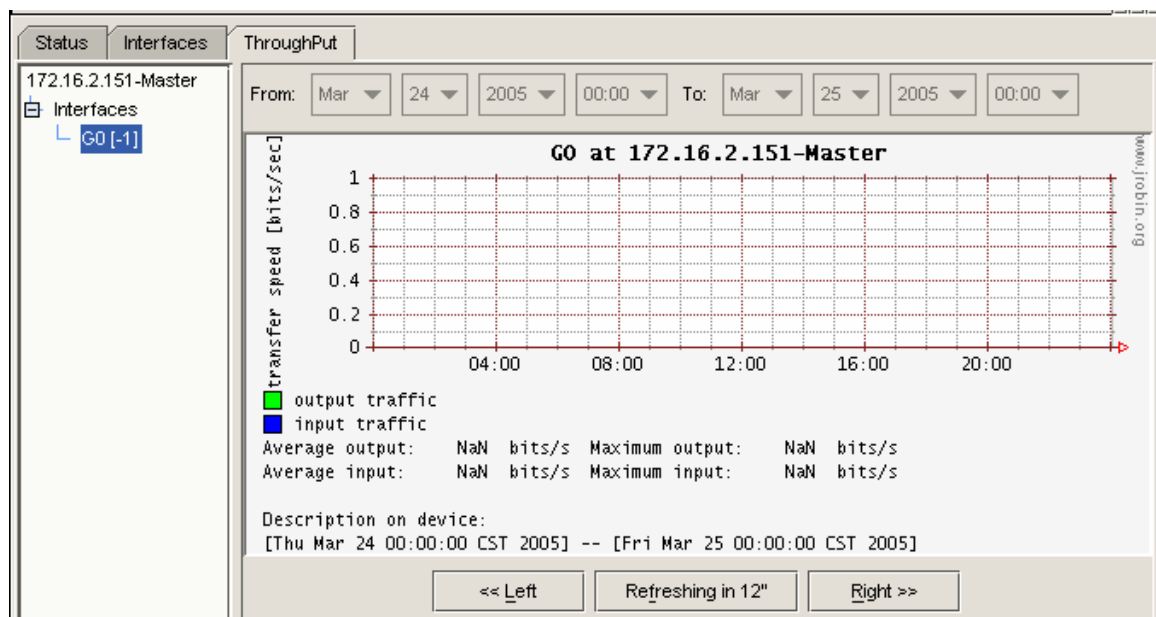 Status Interfaces ThroughPut
172.16.2.151-Master
Interfaces
G0 [-1]
From: Mar 24 2005 00:00 To: Mar 25 2005 00:00
GO at 172.16.2.151-Master
transfer speed [bits/sec]
1
0.8
0.6
0.4
0.2
0
04:00 08:00 12:00 16:00 20:00
www.jrobin.org
output traffic
input traffic
Average output: NaN bits/s Maximum output: NaN bits/s
Average input: NaN bits/s Maximum input: NaN bits/s
Description on device:
[Thu Mar 24 00:00:00 CST 2005] -- [Fri Mar 25 00:00:00 CST 2005]
<< Left Refreshing in 12" Right >>